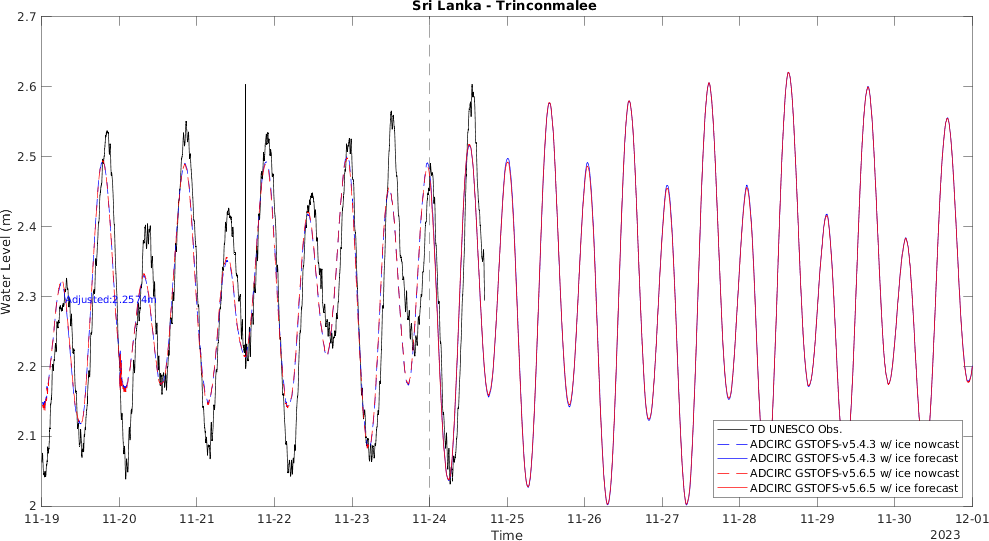 Sri Lanka - Trinconmalee
2.7
2.6
2.5
2.4
2.3
2.2
2.1
2
Water Level (m)
Adjusted:2.2574m
TD UNESCO Obs.
ADCIRC GSTOFS-v5.4.3 w/ ice nowcast
ADCIRC GSTOFS-v5.4.3 w/ ice forecast
ADCIRC GSTOFS-v5.6.5 w/ ice nowcast
ADCIRC GSTOFS-v5.6.5 w/ ice forecast
11-19 11-20 11-21 11-22 11-23 11-24 11-25 11-26 11-27 11-28 11-29 11-30 12-01
Time
2023